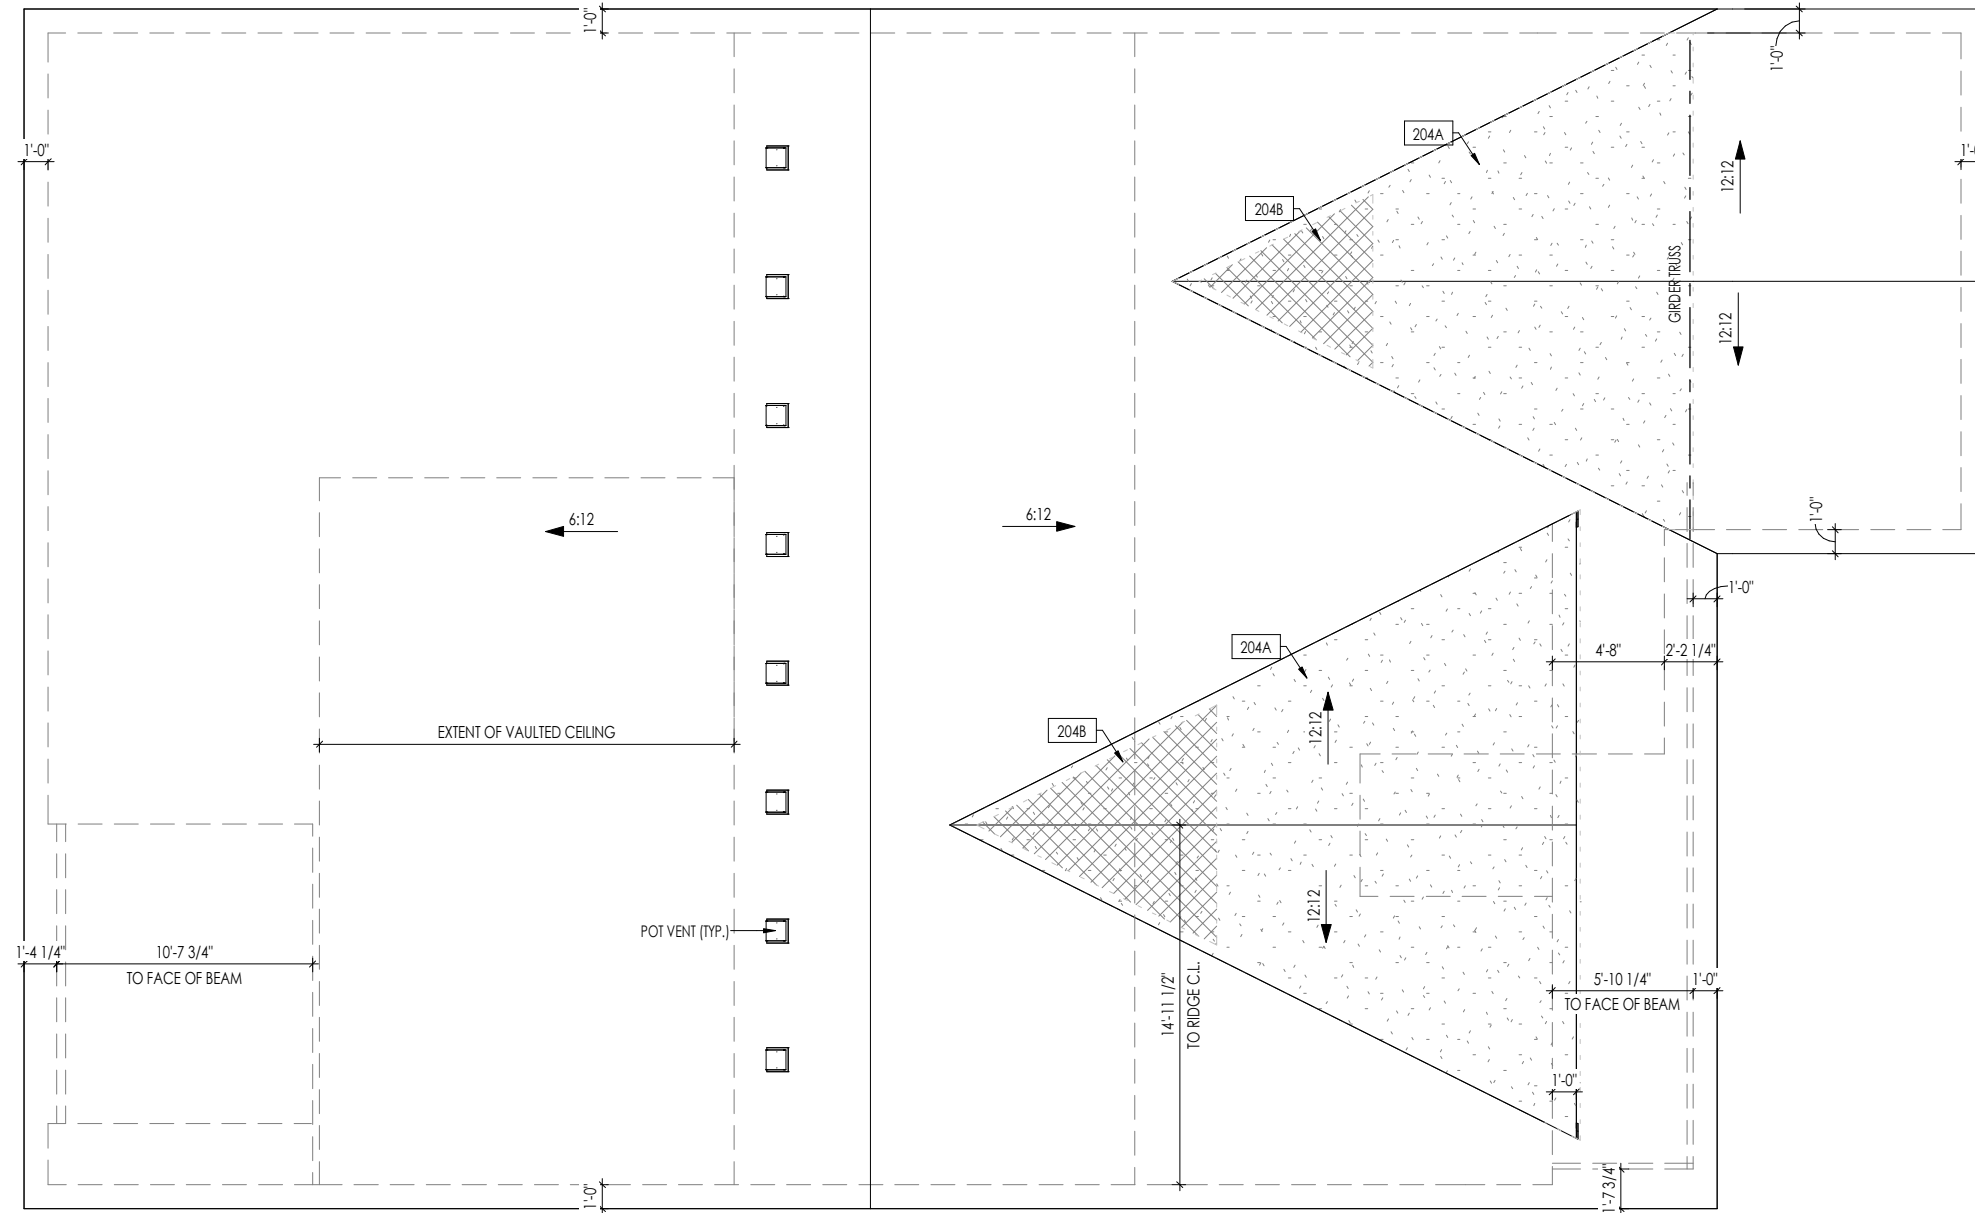 1'-0"
1'-0"
1'-0"
204A
12:12
204B
GIRDER TRUSS
12:12
6:12
6:12
1'-0"
1'-0"
204A
4'-8"
2'-2 1/4"
12:12
204B
EXTENT OF VAULTED CEILING
12:12
POT VENT (TYP.)
1'-4 1/4"
10'-7 3/4"
TO FACE OF BEAM
14'-11 1/2"
TO RIDGE C.L.
5'-10 1/4"
1'-0"
TO FACE OF BEAM
1'-0"
1'-0"
1'-7 3/4"